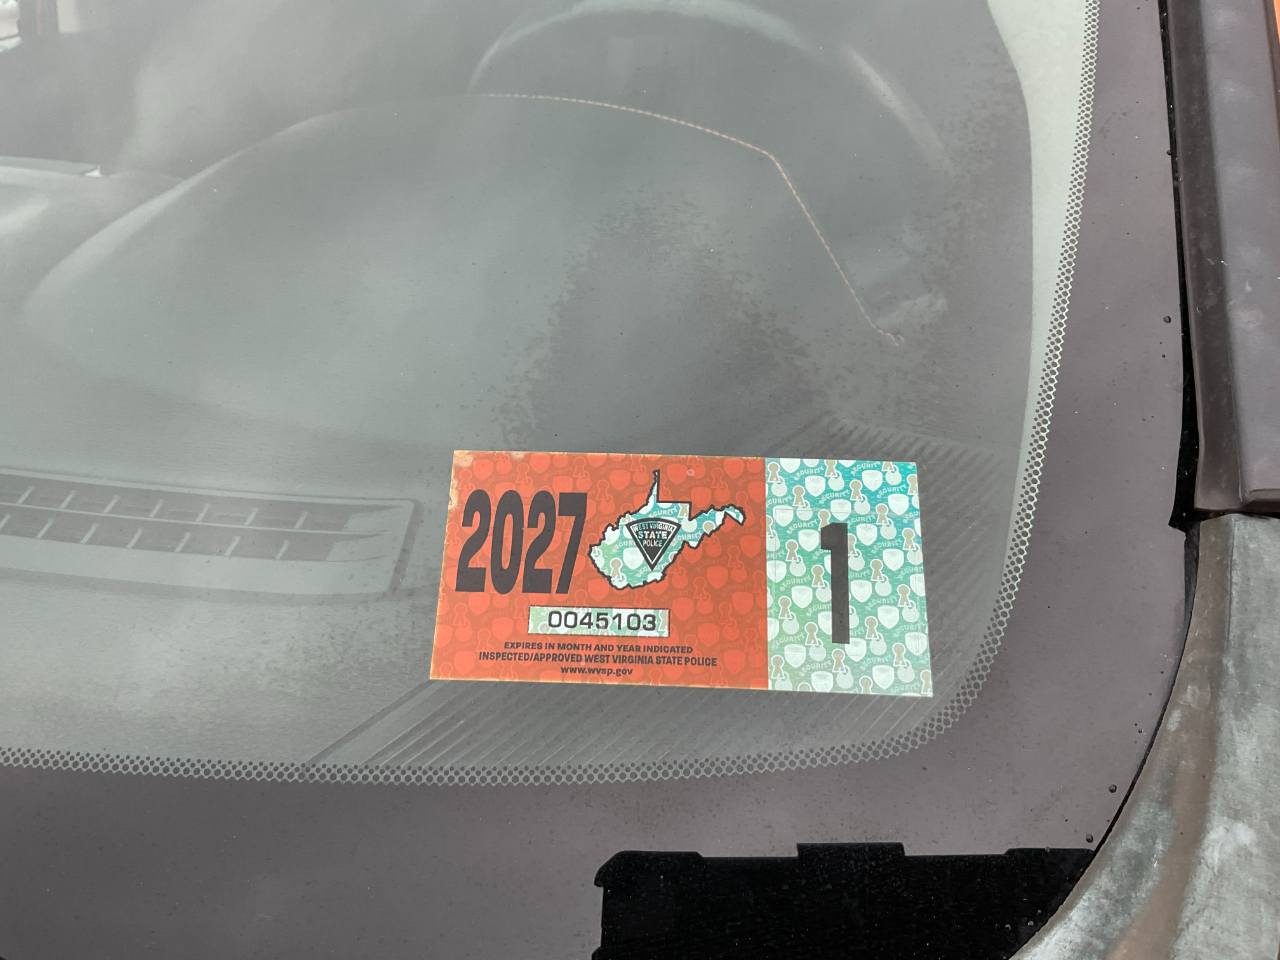 2027
WEST VIRGINIA
STATE
POLICE
1
0045103
EXPIRES IN MONTH AND YEAR INDICATED
INSPECTED/APPROVED WEST VIRGINIA STATE POLICE
www.wvsp.gov
SECURITY